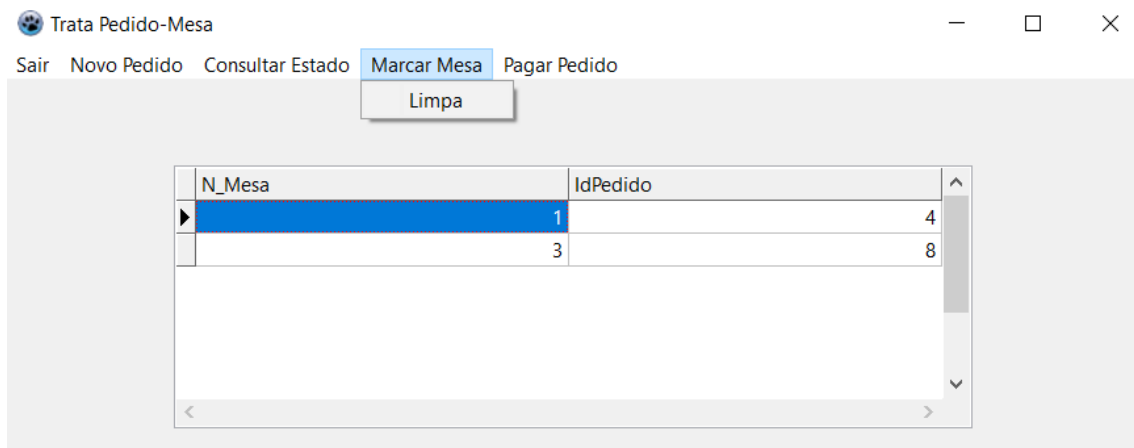 Trata Pedido-Mesa
Sair Novo Pedido Consultar Estado Marcar Mesa Pagar Pedido
Limpa
N_Mesa IdPedido
1 4
3 8